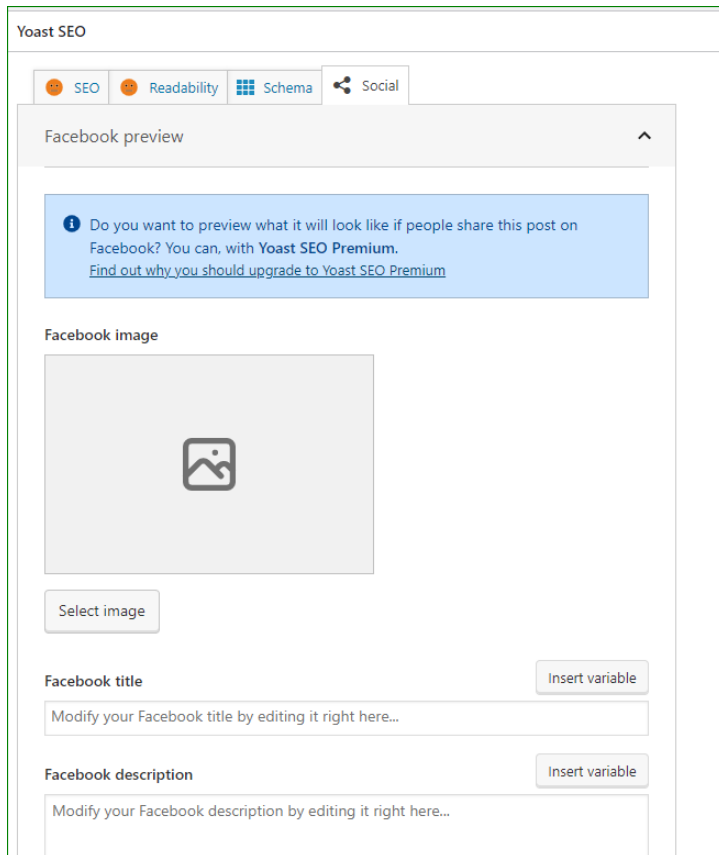 Yoast SEO
SEO
Readability
Schema
Social
Facebook preview
Do you want to preview what it will look like if people share this post on
Facebook? You can, with Yoast SEO Premium.
Find out why you should upgrade to Yoast SEO Premium
Facebook image
Select image
Facebook title
Insert variable
Modify your Facebook title by editing it right here...
Facebook description
Insert variable
Modify your Facebook description by editing it right here...